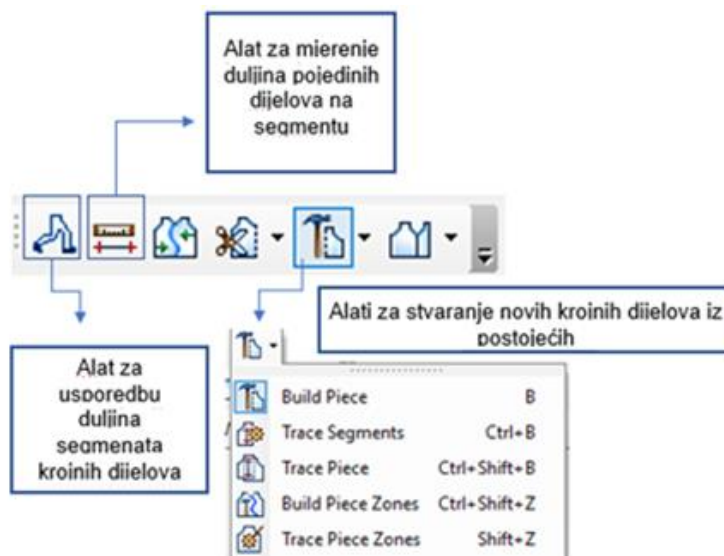 Alat za mjerenje
duljina pojedinih
dijelova na
segmentu
Alati za stvaranje novih krojnih dijelova iz
postojećih
Alat za
usporedbu
duljina
segmenata
krojnih dijelova
Build Piece B
Trace Segments Ctrl+B
Trace Piece Ctrl+Shift+B
Build Piece Zones Ctrl+Shift+Z
Trace Piece Zones Shift+Z